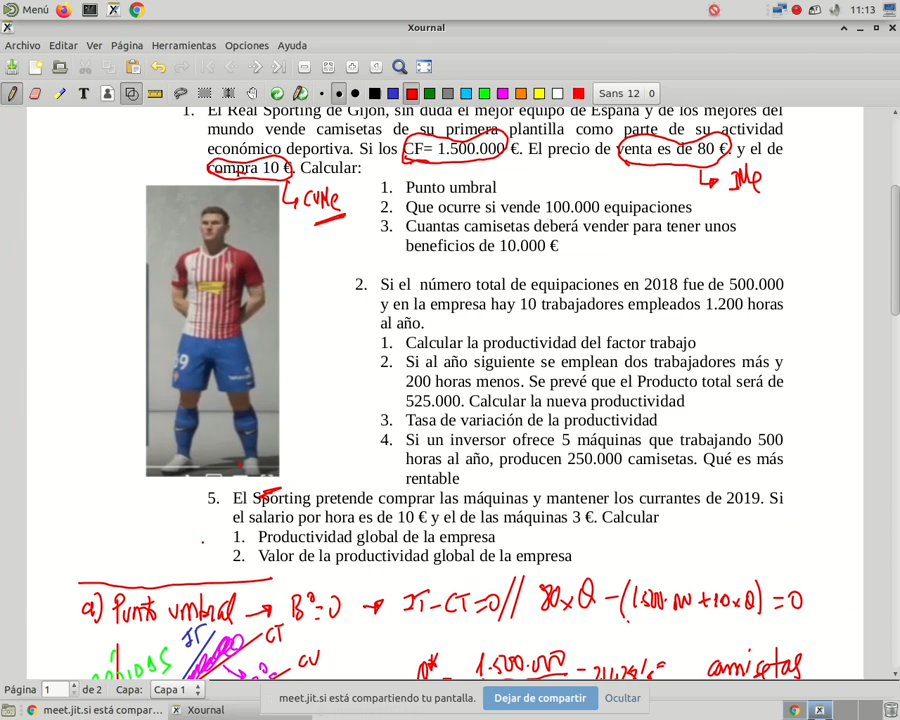 Menú
11:13
Xournal
Archivo Editar Ver Página Herramientas Opciones Ayuda
Sans 12 0
1. El Real Sporting de Gijón, sin duda el mejor equipo de España y de los mejores del
mundo vende camisetas de su primera plantilla como parte de su actividad
económico deportiva. Si los CF= 1.500.000 €. El precio de venta es de 80 €. y el de
compra 10 €. Calcular:
IMe
CVMe
1. Punto umbral
2. Que ocurre si vende 100.000 equipaciones
3. Cuantas camisetas deberá vender para tener unos
beneficios de 10.000 €
2. Si el número total de equipaciones en 2018 fue de 500.000
y en la empresa hay 10 trabajadores empleados 1.200 horas
al año.
1. Calcular la productividad del factor trabajo
2. Si al año siguiente se emplean dos trabajadores más y
200 horas menos. Se prevé que el Producto total será de
525.000. Calcular la nueva productividad
3. Tasa de variación de la productividad
4. Si un inversor ofrece 5 máquinas que trabajando 500
horas al año, producen 250.000 camisetas. Qué es más
rentable
5. El Sporting pretende comprar las máquinas y mantener los currantes de 2019. Si
el salario por hora es de 10 € y el de las máquinas 3 €. Calcular
1. Productividad global de la empresa
2. Valor de la productividad global de la empresa
a) Punto umbral → Bº=0 → IT-CT=0// 80xQ -(1.500.000+10xQ)=0
IT CT
CV
1.500.000 camisetas
Página 1 de 2 Capa: Capa 1
meet.jit.si está compartiendo tu pantalla. Dejar de compartir Ocultar
meet.jit.si está compar... Xournal